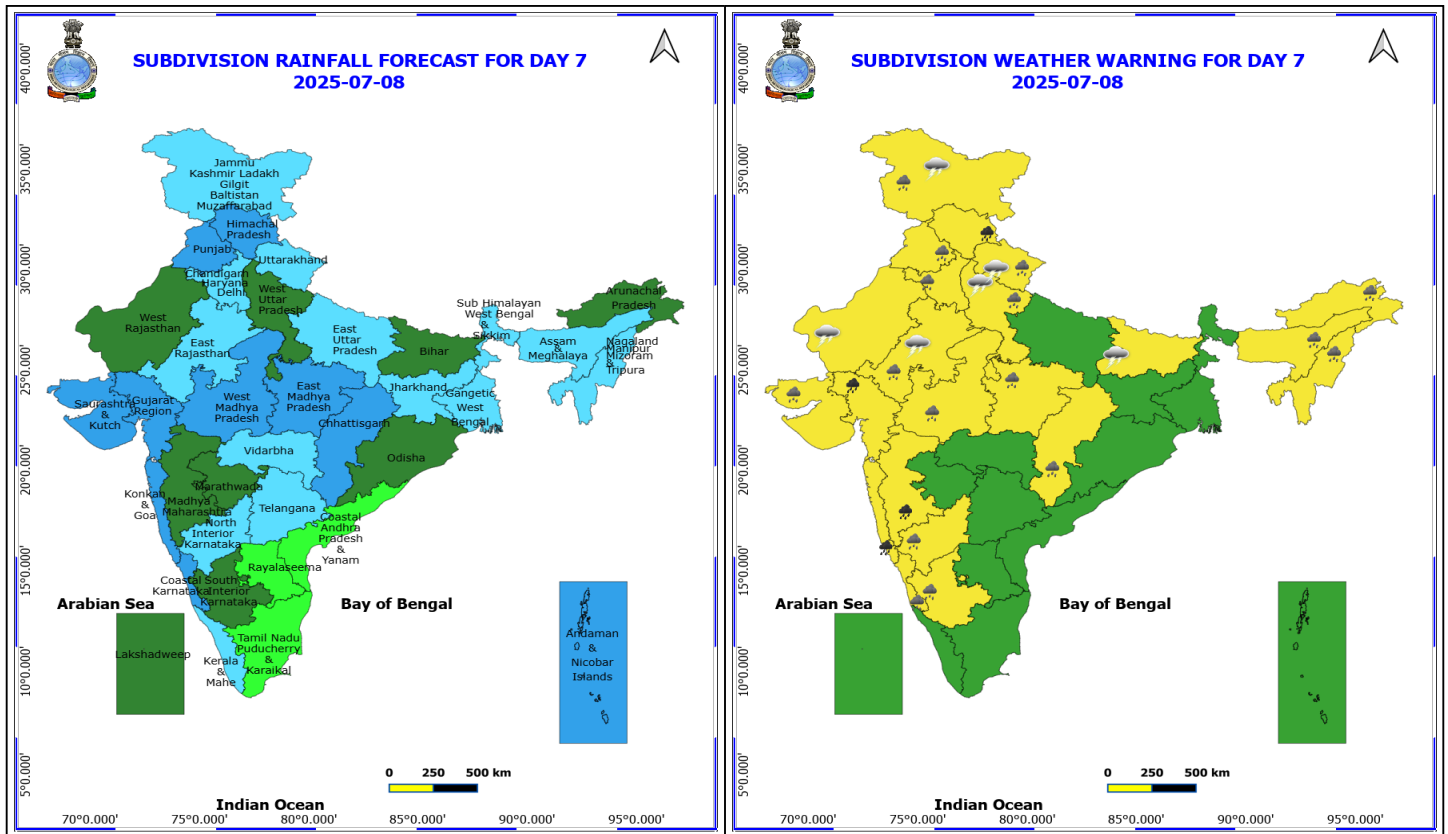 SUBDIVISION RAINFALL FORECAST FOR DAY 7
2025-07-08
40°0.000'
35°0.000'
30°0.000'
25°0.000'
20°0.000'
15°0.000'
10°0.000'
5°0.000'
Jammu
Kashmir Ladakh
Gilgit
Baltistan
Muzaffarabad
Himachal
Pradesh
Punjab
Uttarakhand
Chandigarh
Haryana
Delhi
West
Uttar
Pradesh
West
Rajasthan
East
Rajasthan
East
Uttar
Pradesh
Bihar
Sub Himalayan
West Bengal
&
Sikkim
Arunachal
Pradesh
Assam
&
Meghalaya
Nagaland
Manipur
Mizoram
&
Tripura
Jharkhand
Gangetic
West
Bengal
Saurashtra
&
Kutch
Gujarat
Region
West
Madhya
Pradesh
East
Madhya
Pradesh
Chhattisgarh
Odisha
Vidarbha
Marathwada
Madhya
Maharashtra
Konkan
&
Goa
Telangana
North
Interior
Karnataka
Coastal
Andhra
Pradesh
&
Yanam
Rayalaseema
Coastal
Karnataka
South
Interior
Karnataka
Tamil Nadu
Puducherry
&
Karaikal
Kerala
&
Mahe
Lakshadweep
Andaman
&
Nicobar
Islands
Arabian Sea
Bay of Bengal
Indian Ocean
0 250 500 km
70°0.000' 75°0.000' 80°0.000' 85°0.000' 90°0.000' 95°0.000'
SUBDIVISION WEATHER WARNING FOR DAY 7
2025-07-08
40°0.000'
35°0.000'
30°0.000'
25°0.000'
20°0.000'
15°0.000'
10°0.000'
5°0.000'
Arabian Sea
Bay of Bengal
Indian Ocean
0 250 500 km
70°0.000' 75°0.000' 80°0.000' 85°0.000' 90°0.000' 95°0.000'